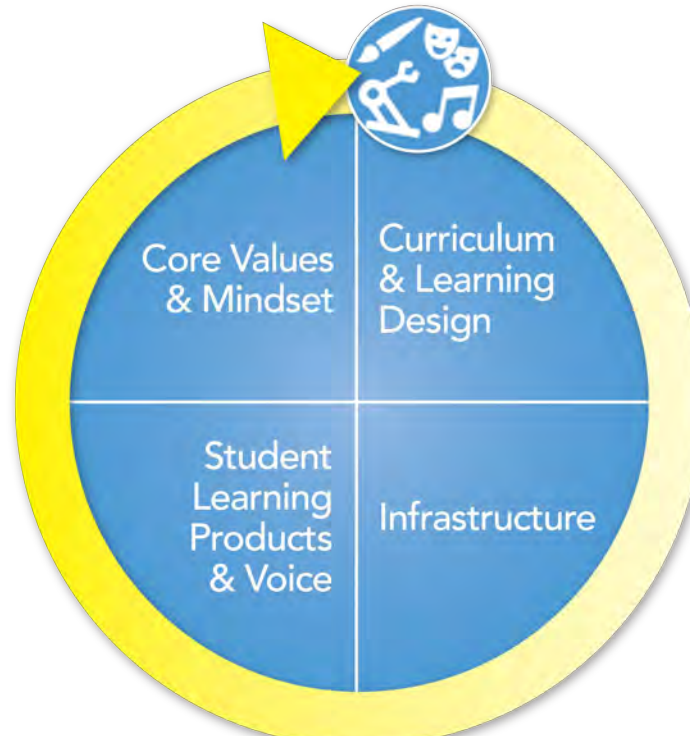 Core Values
& Mindset
Curriculum
& Learning
Design
Student
Learning
Products
& Voice
Infrastructure